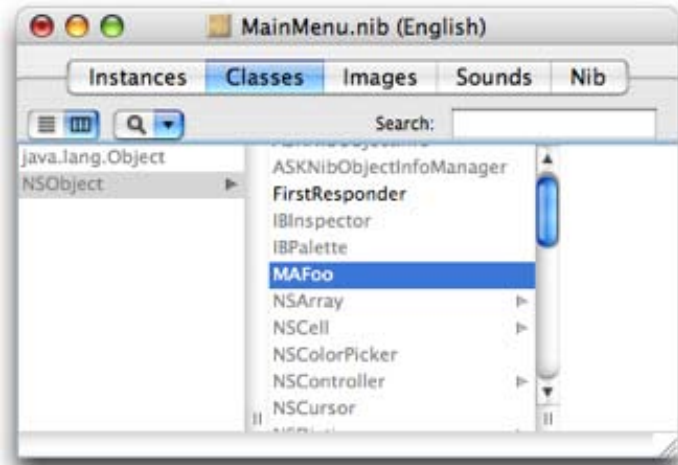 MainMenu.nib (English)
Instances Classes Images Sounds Nib
Search:
java.lang.Object
NSObject
ASKNibObjectInfoManager
FirstResponder
IBInspector
IBPalette
MAFoo
NSArray
NSCell
NSColorPicker
NSController
NSCursor